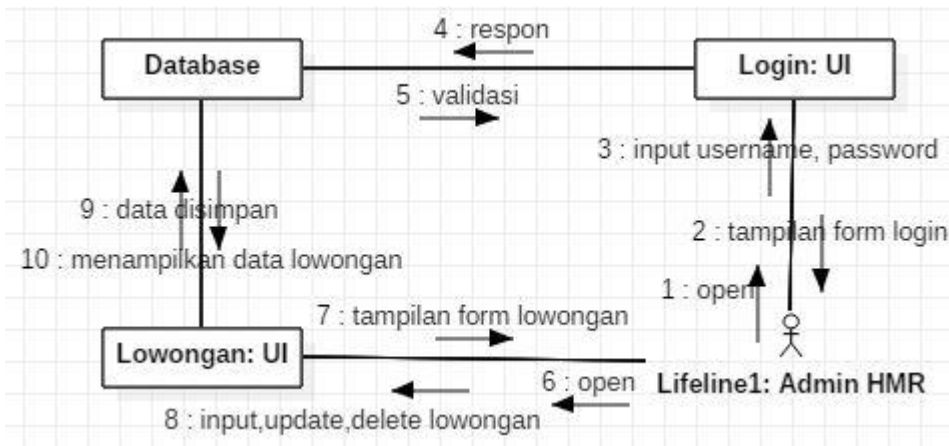 4 : respon
Database
Login: UI
5 : validasi
3 : input username, password
9 : data disimpan
2 : tampilan form login
10 : menampilkan data lowongan
1 : open
7 : tampilan form lowongan
Lowongan: UI
6 : open
Lifeline1: Admin HMR
8 : input,update,delete lowongan